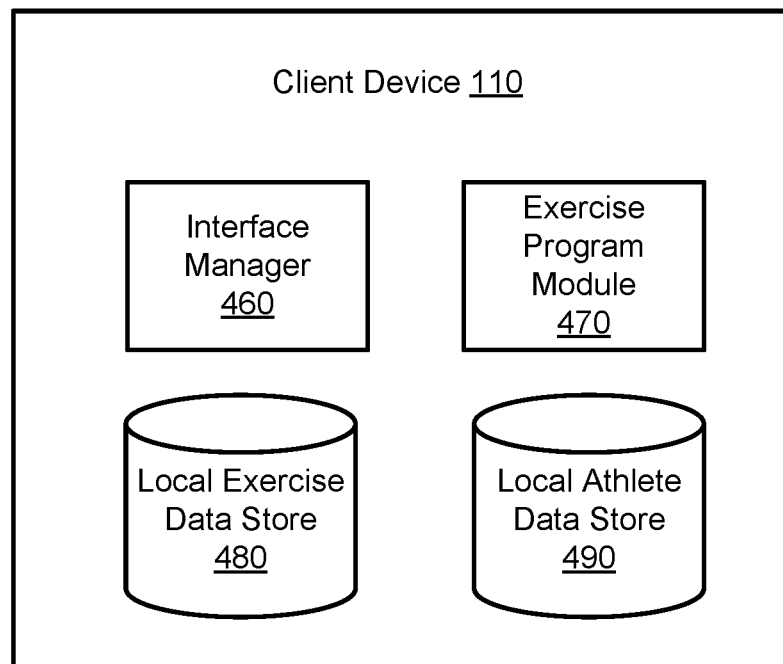 Client Device 110
Interface
Manager
460
Exercise
Program
Module
470
Local Exercise
Data Store
480
Local Athlete
Data Store
490